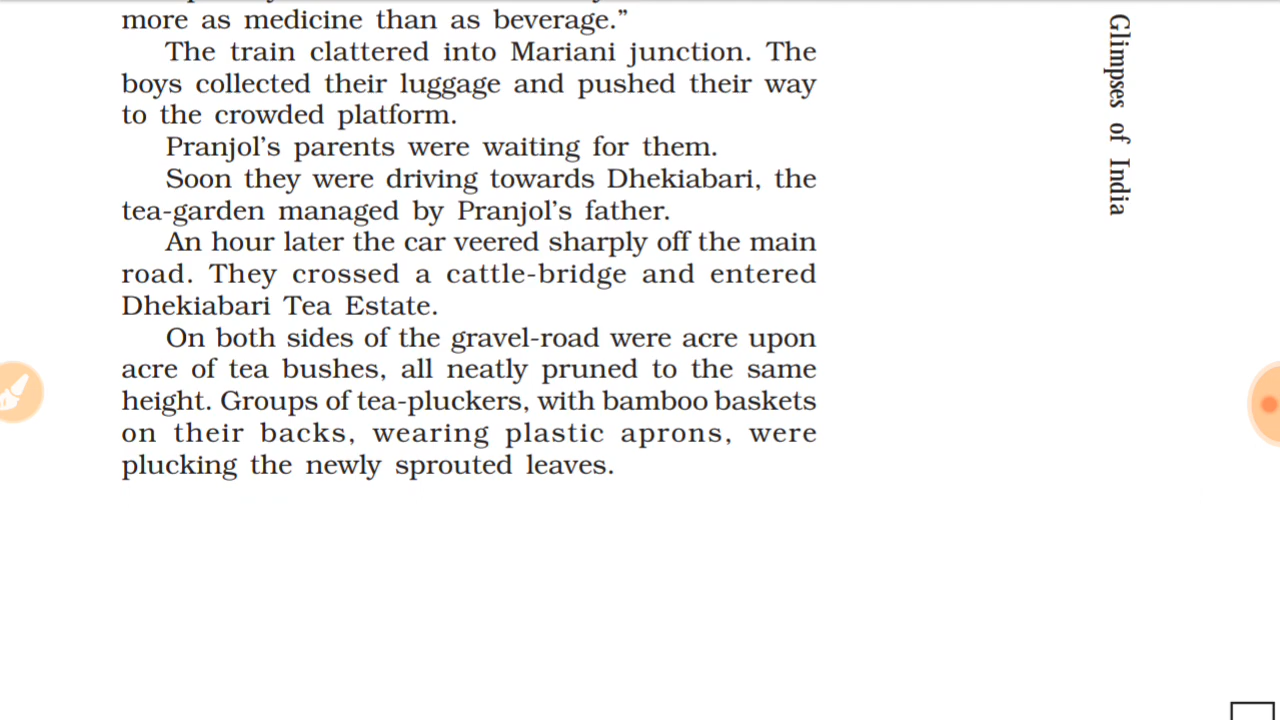 more as medicine than as beverage.”
The train clattered into Mariani junction. The
boys collected their luggage and pushed their way
to the crowded platform.
Pranjol’s parents were waiting for them.
Soon they were driving towards Dhekiabari, the
tea-garden managed by Pranjol’s father.
An hour later the car veered sharply off the main
road. They crossed a cattle-bridge and entered
Dhekiabari Tea Estate.
On both sides of the gravel-road were acre upon
acre of tea bushes, all neatly pruned to the same
height. Groups of tea-pluckers, with bamboo baskets
on their backs, wearing plastic aprons, were
plucking the newly sprouted leaves.
Glimpses of India